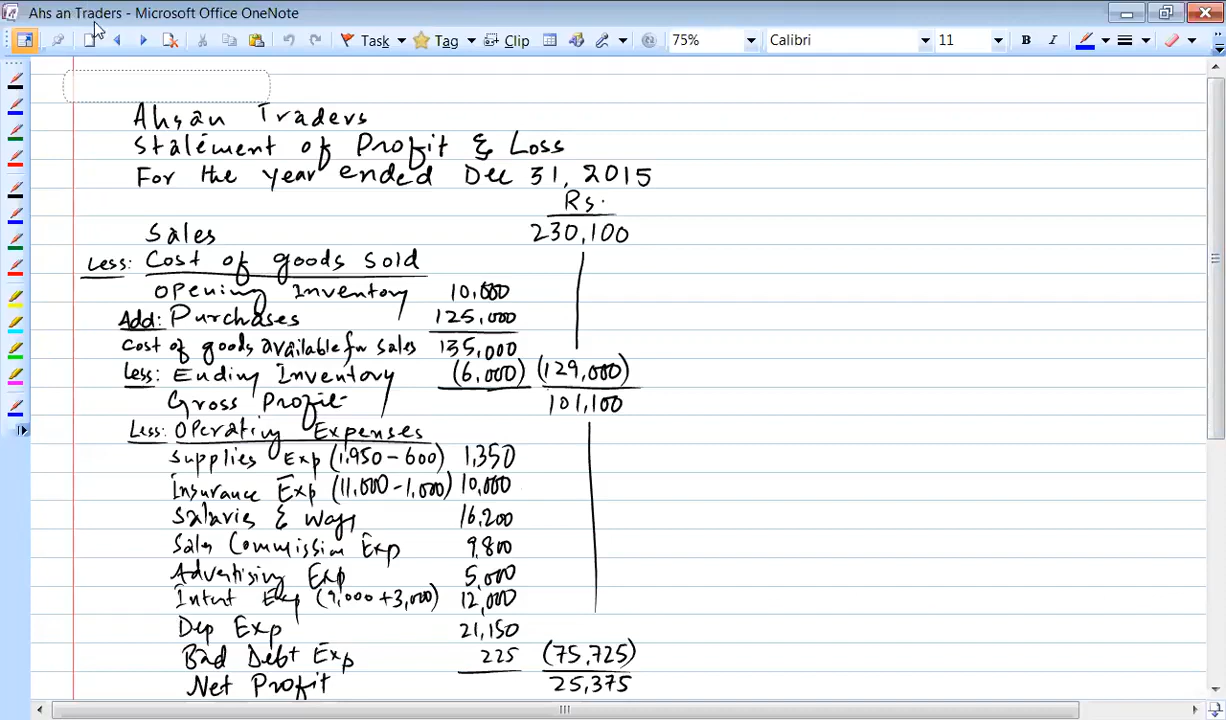 Ahs an Traders - Microsoft Office OneNote
Task Tag Clip 75% Calibri 11 B I
Ahsan Traders
Statement of Profit & Loss
For the year ended Dec 31, 2015
Rs.
Sales 230,100
Less: Cost of goods sold
Opening Inventory 10,000
Add: Purchases 125,000
Cost of goods available for sales 135,000
Less: Ending Inventory (6,000) (129,000)
Gross Profit 101,100
Less: Operating Expenses
Supplies Exp (1,950 - 600) 1,350
Insurance Exp (11,000 - 1,000) 10,000
Salaries & Wages 16,200
Sales Commission Exp 9,800
Advertising Exp 5,000
Intrest Exp (9,000 + 3,000) 12,000
Dep Exp 21,150
Bad Debt Exp 225 (75,725)
Net Profit 25,375